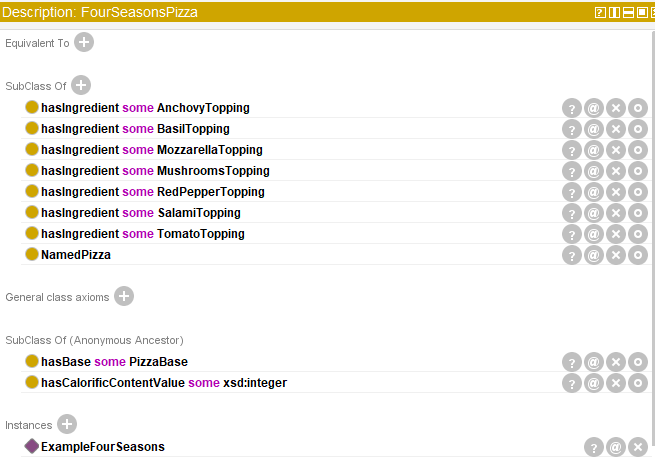 Description: FourSeasonsPizza
Equivalent To
SubClass Of
hasIngredient some AnchovyTopping
hasIngredient some BasilTopping
hasIngredient some MozzarellaTopping
hasIngredient some MushroomsTopping
hasIngredient some RedPepperTopping
hasIngredient some SalamiTopping
hasIngredient some TomatoTopping
NamedPizza
General class axioms
SubClass Of (Anonymous Ancestor)
hasBase some PizzaBase
hasCalorificContentValue some xsd:integer
Instances
ExampleFourSeasons